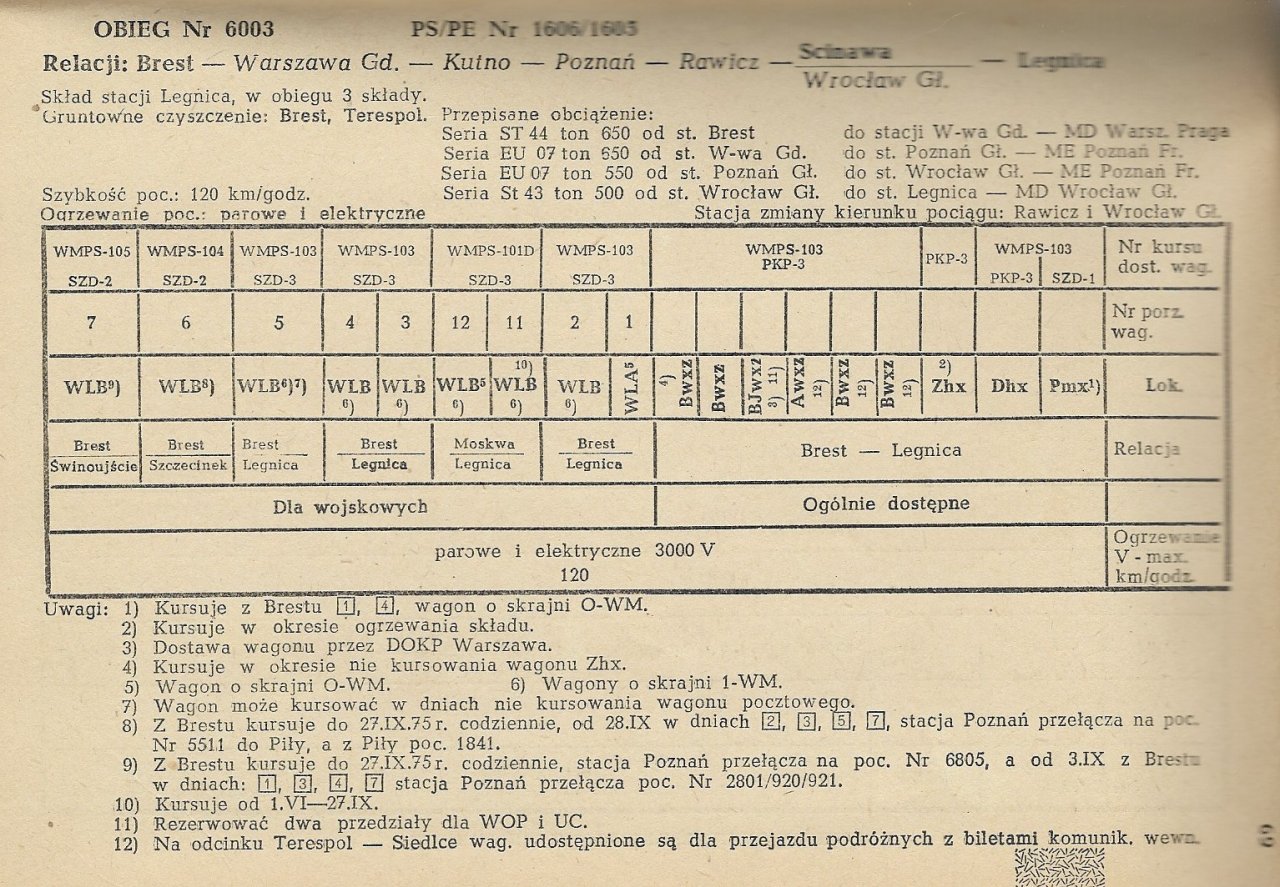 OBIEG Nr 6003 PS/PE Nr 1606/1605
Relacji: Brest — Warszawa Gd. — Kutno — Poznań — Rawicz — Scinawa — Legnica
Wrocław Gł.
Skład stacji Legnica, w obiegu 3 składy.
Gruntowne czyszczenie: Brest, Terespol. Przepisane obciążenie:
Seria ST 44 ton 650 od st. Brest do stacji W-wa Gd. — MD Warsz. Praga
Seria EU 07 ton 650 od st. W-wa Gd. do st. Poznań Gł. — ME Poznań Fr.
Seria EU 07 ton 550 od st. Poznań Gł. do st. Wrocław Gł. — ME Poznań Fr.
Szybkość poc.: 120 km/godz. Seria St 43 ton 500 od st. Wrocław Gł. do st. Legnica — MD Wrocław Gł.
Ogrzewanie poc.: parowe i elektryczne Stacja zmiany kierunku pociągu: Rawicz i Wrocław Gł.
WMPS-105 WMPS-104 WMPS-103 WMPS-103 WMPS-101D WMPS-103 WMPS-103 PKP-3 WMPS-103 Nr kursu
SZD-2 SZD-2 SZD-3 SZD-3 SZD-3 SZD-3 PKP-3 PKP-3 SZD-1 dost. wag.
7 6 5 4 3 12 11 2 1 Nr porz. wag.
WLB9) WLB8) WLB6)7) WLB 6) WLB 6) WLB5 6) 10) WLB 6) WLB 6) WLA5 4) Bwxz Bwxz BJwxz 3) 11) Awxz 12) Bwxz 12) Bwxz 12) 2) Zhx Dhx Pmx1) Lok.
Brest Brest Brest Brest Moskwa Brest Brest — Legnica Relacja
Świnoujście Szczecinek Legnica Legnica Legnica Legnica
Dla wojskowych Ogólnie dostępne
parowe i elektryczne 3000 V Ogrzewanie
V - max.
120 km/godz.
Uwagi: 1) Kursuje z Brestu 1, 4, wagon o skrajni O-WM.
2) Kursuje w okresie ogrzewania składu.
3) Dostawa wagonu przez DOKP Warszawa.
4) Kursuje w okresie nie kursowania wagonu Zhx.
5) Wagon o skrajni O-WM. 6) Wagony o skrajni 1-WM.
7) Wagon może kursować w dniach nie kursowania wagonu pocztowego.
8) Z Brestu kursuje do 27.IX.75 r. codziennie, od 28.IX w dniach 2, 3, 5, 7, stacja Poznań przełącza na poc.
Nr 5511 do Piły, a z Piły poc. 1841.
9) Z Brestu kursuje do 27.IX.75 r. codziennie, stacja Poznań przełącza na poc. Nr 6805, a od 3.IX z Brestu
w dniach: 1, 3, 4, 7 stacja Poznań przełącza poc. Nr 2801/920/921.
10) Kursuje od 1.VI—27.IX.
11) Rezerwować dwa przedziały dla WOP i UC.
12) Na odcinku Terespol — Siedlce wag. udostępnione są dla przejazdu podróżnych z biletami komunik. wewn.